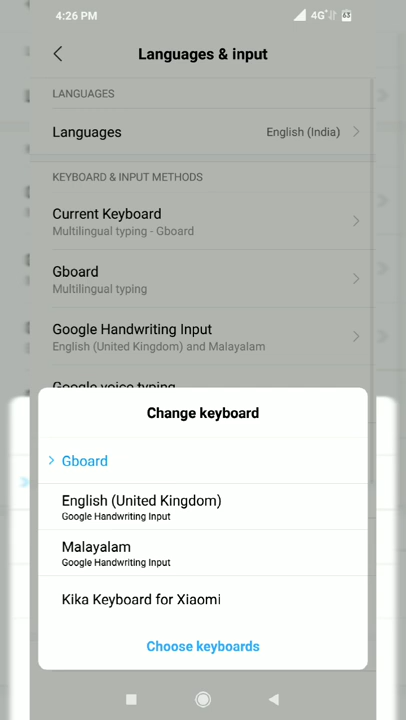 4:26 PM 4G 63
Languages & input
LANGUAGES
Languages English (India)
KEYBOARD & INPUT METHODS
Current Keyboard
Multilingual typing - Gboard
Gboard
Multilingual typing
Google Handwriting Input
English (United Kingdom) and Malayalam
Google voice typing
Change keyboard
Gboard
English (United Kingdom)
Google Handwriting Input
Malayalam
Google Handwriting Input
Kika Keyboard for Xiaomi
Choose keyboards